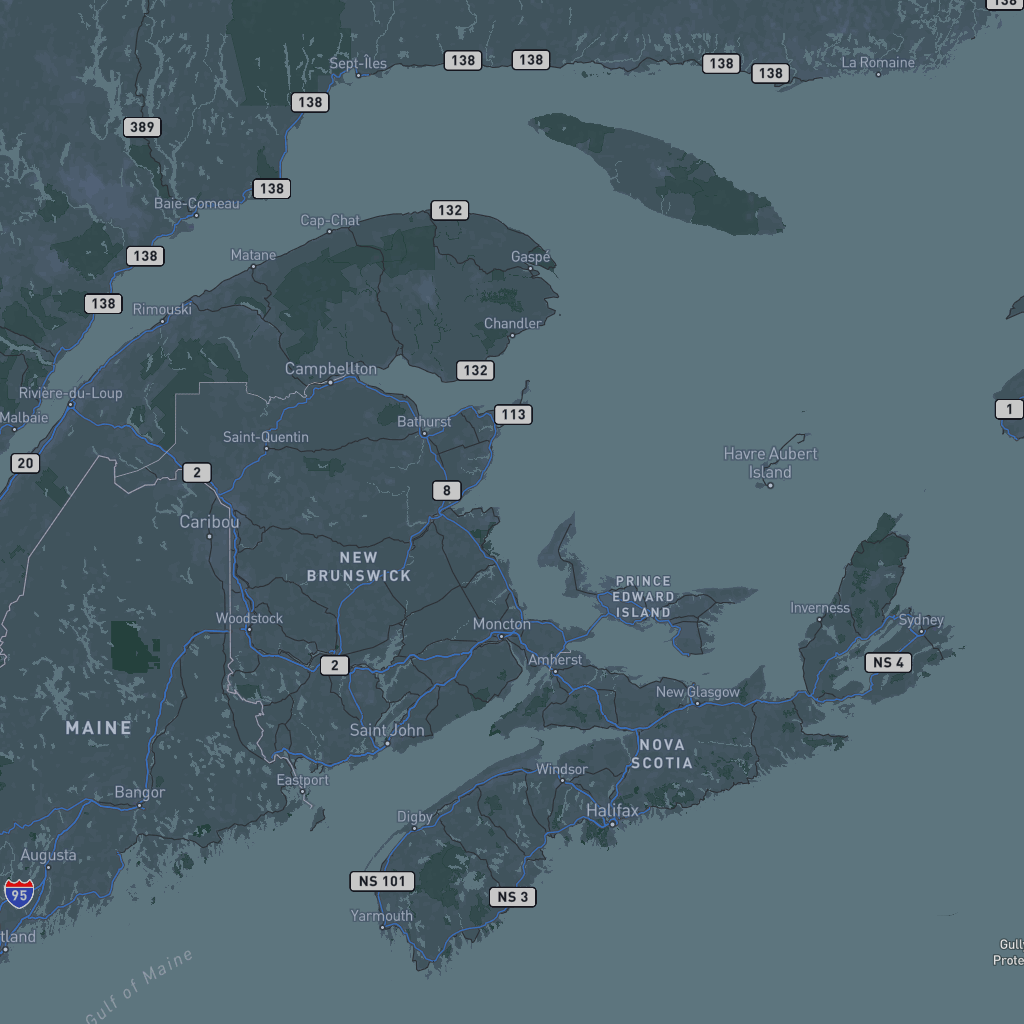 138
Sept-Îles
138
138
138
138
La Romaine
138
389
138
Baie-Comeau
132
Cap-Chat
138
Matane
Gaspé
138
Rimouski
Chandler
Campbellton
132
Rivière-du-Loup
1
Malbaie
113
Bathurst
Saint-Quentin
20
2
Havre Aubert
Island
8
Caribou
NEW
BRUNSWICK
PRINCE
EDWARD
ISLAND
Inverness
Woodstock
Moncton
Sydney
2
Amherst
NS 4
New Glasgow
MAINE
Saint John
NOVA
SCOTIA
Eastport
Windsor
Bangor
Digby
Halifax
Augusta
95
NS 101
NS 3
Yarmouth
tland
Gully
Prote
Gulf of Maine